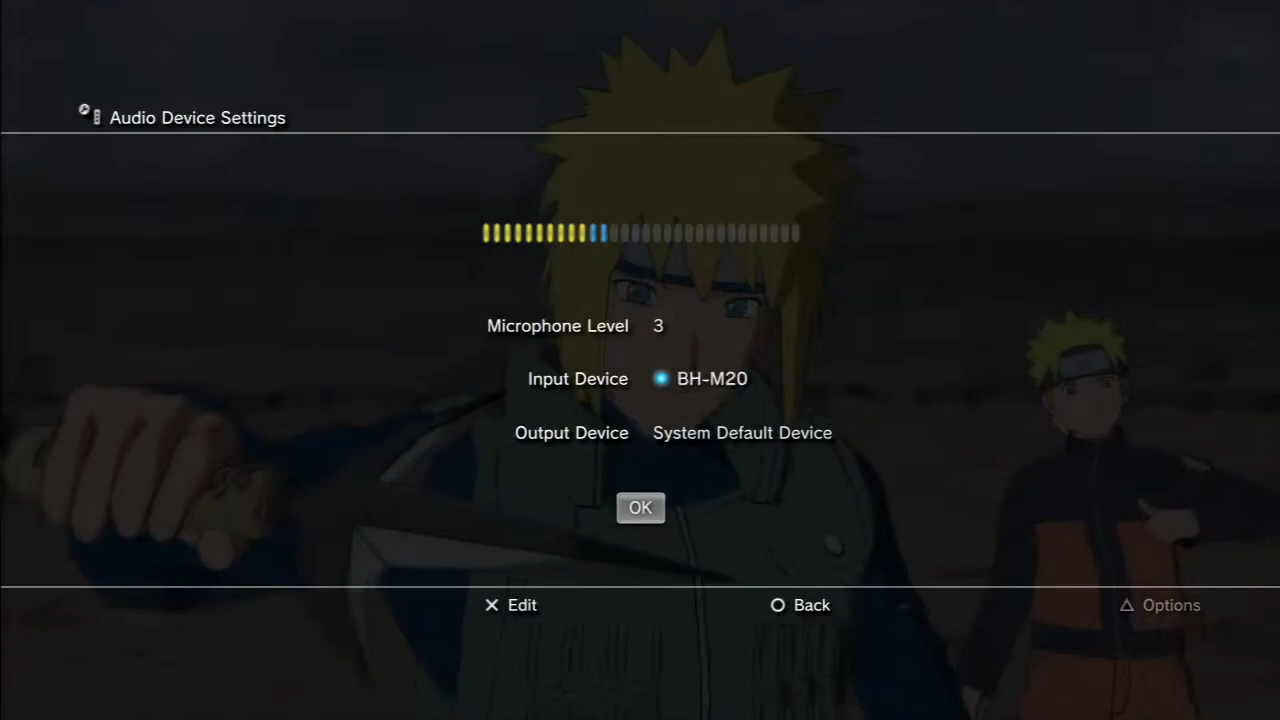 Audio Device Settings
Microphone Level 3
Input Device BH-M20
Output Device System Default Device
OK
Edit Back Options